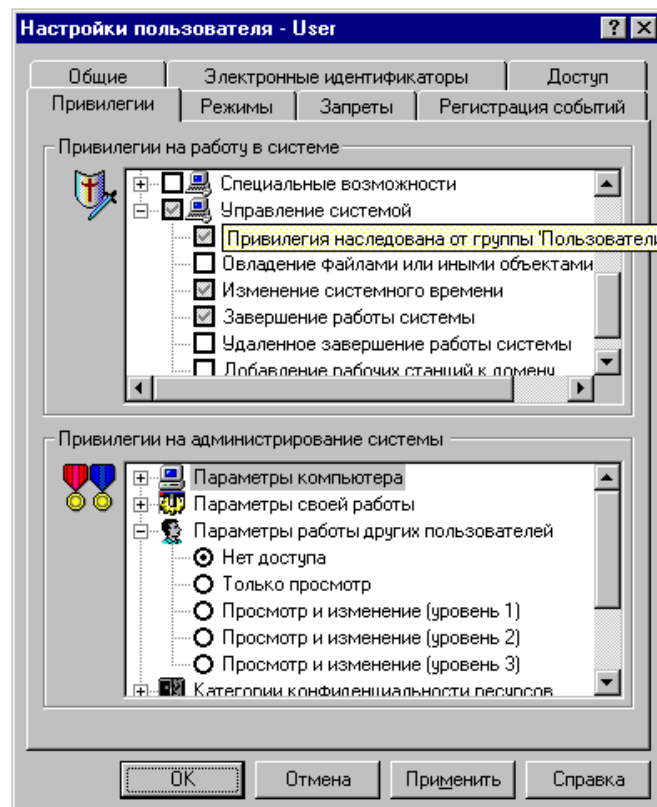 Настройки пользователя - User
Общие Электронные идентификаторы Доступ
Привилегии Режимы Запреты Регистрация событий
Привилегии на работу в системе
Специальные возможности
Управление системой
Привилегия наследована от группы 'Пользователи
Овладение файлами или иными объектами
Изменение системного времени
Завершение работы системы
Удаленное завершение работы системы
Добавление рабочих станций к домену
Привилегии на администрирование системы
Параметры компьютера
Параметры своей работы
Параметры работы других пользователей
Нет доступа
Только просмотр
Просмотр и изменение (уровень 1)
Просмотр и изменение (уровень 2)
Просмотр и изменение (уровень 3)
Категории конфиденциальности ресурсов
OK Отмена Применить Справка